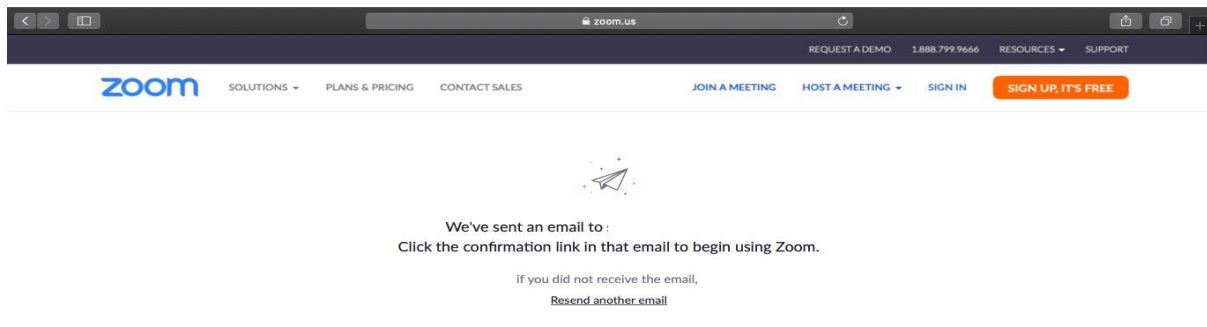 zoom.us
REQUEST A DEMO 1.888.799.9666 RESOURCES SUPPORT
zoom SOLUTIONS PLANS & PRICING CONTACT SALES JOIN A MEETING HOST A MEETING SIGN IN SIGN UP, IT'S FREE
We've sent an email to
Click the confirmation link in that email to begin using Zoom.
if you did not receive the email,
Resend another email